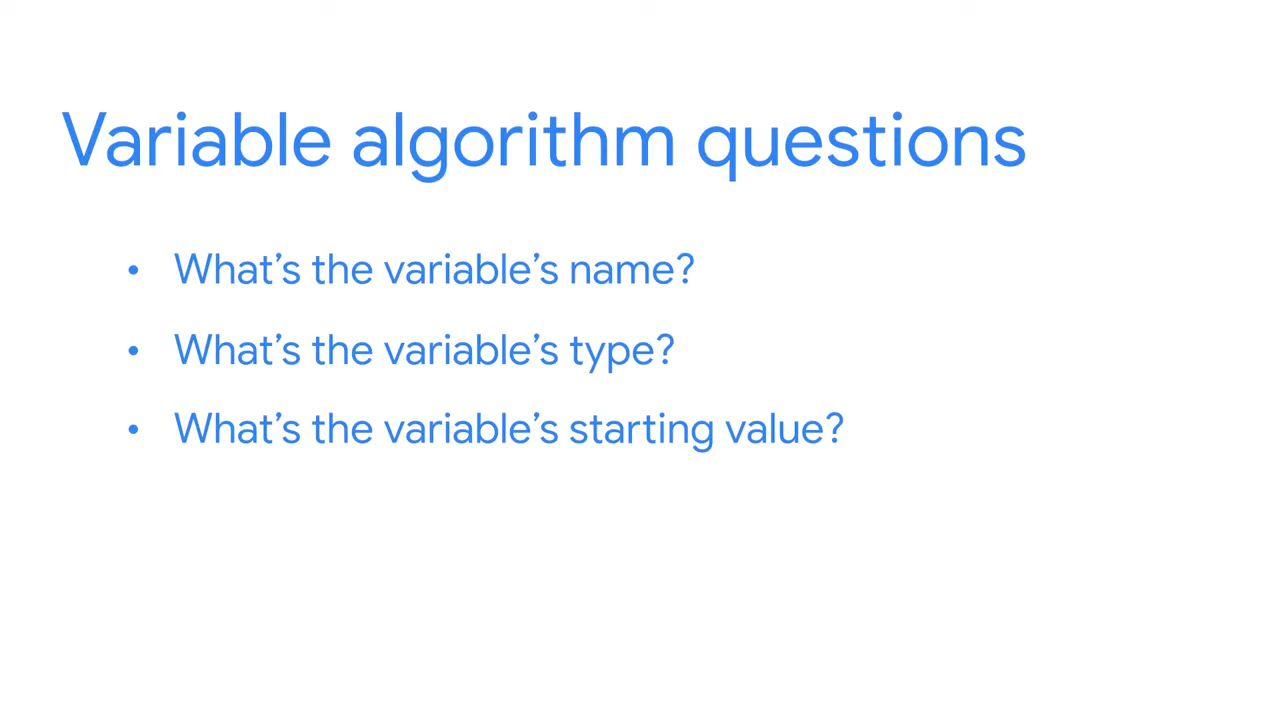 Variable algorithm questions
• What’s the variable’s name?
• What’s the variable’s type?
• What’s the variable’s starting value?